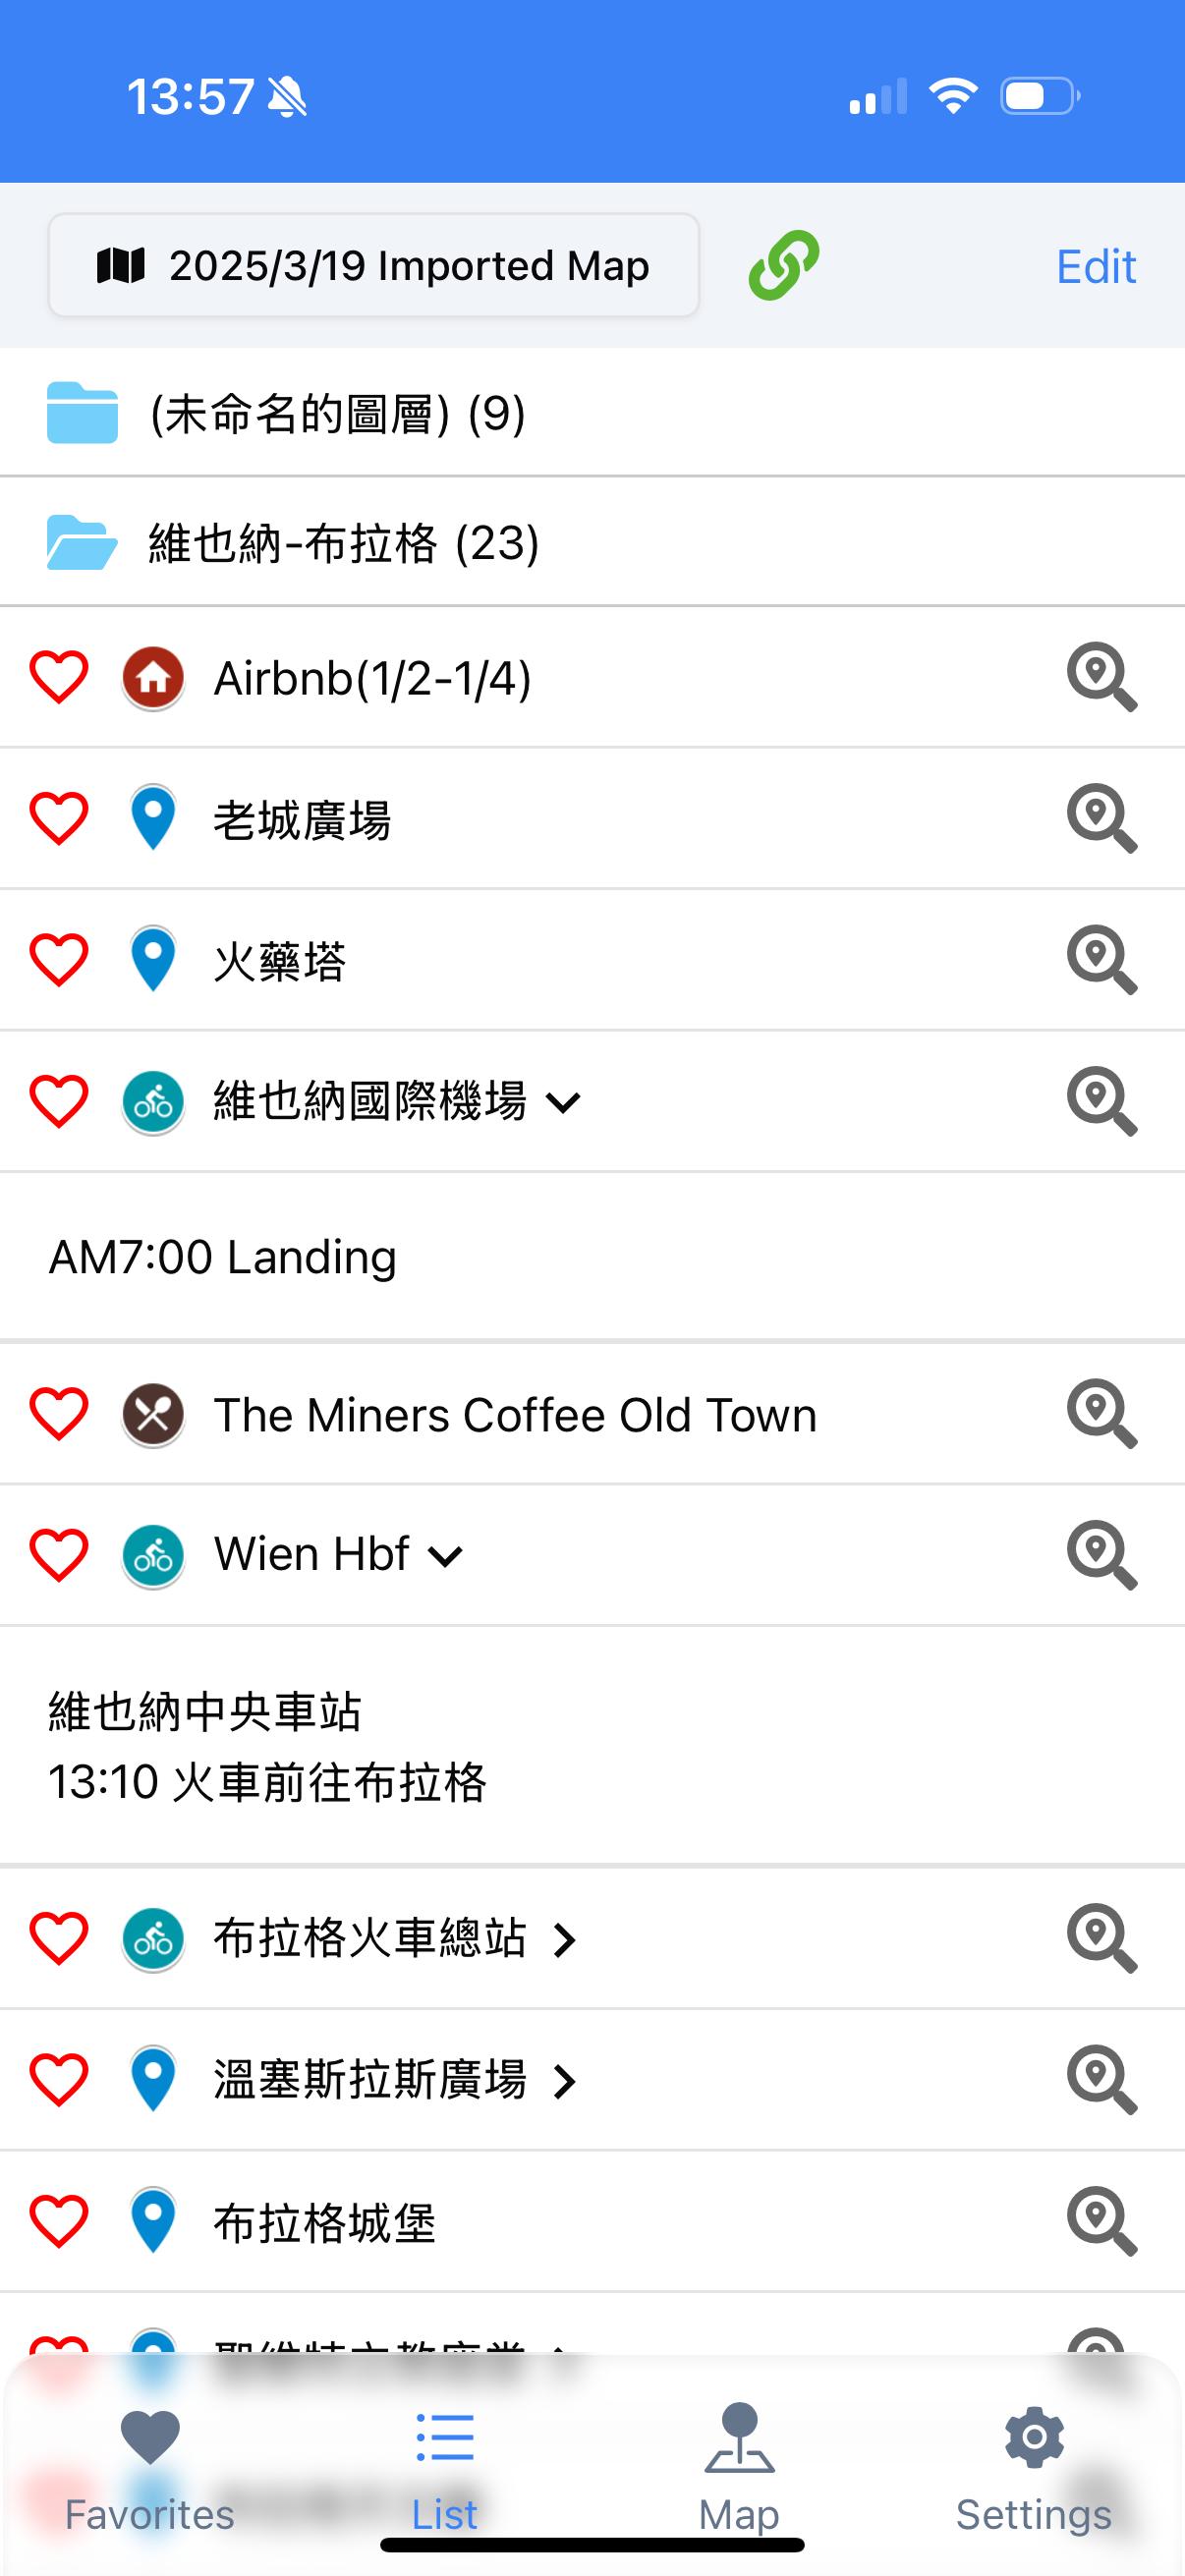 13:57
2025/3/19 Imported Map
Edit
(未命名的圖層) (9)
維也納-布拉格 (23)
Airbnb(1/2-1/4)
老城廣場
火藥塔
維也納國際機場
AM7:00 Landing
The Miners Coffee Old Town
Wien Hbf
維也納中央車站
13:10 火車前往布拉格
布拉格火車總站
溫塞斯拉斯廣場
布拉格城堡
Favorites
List
Map
Settings